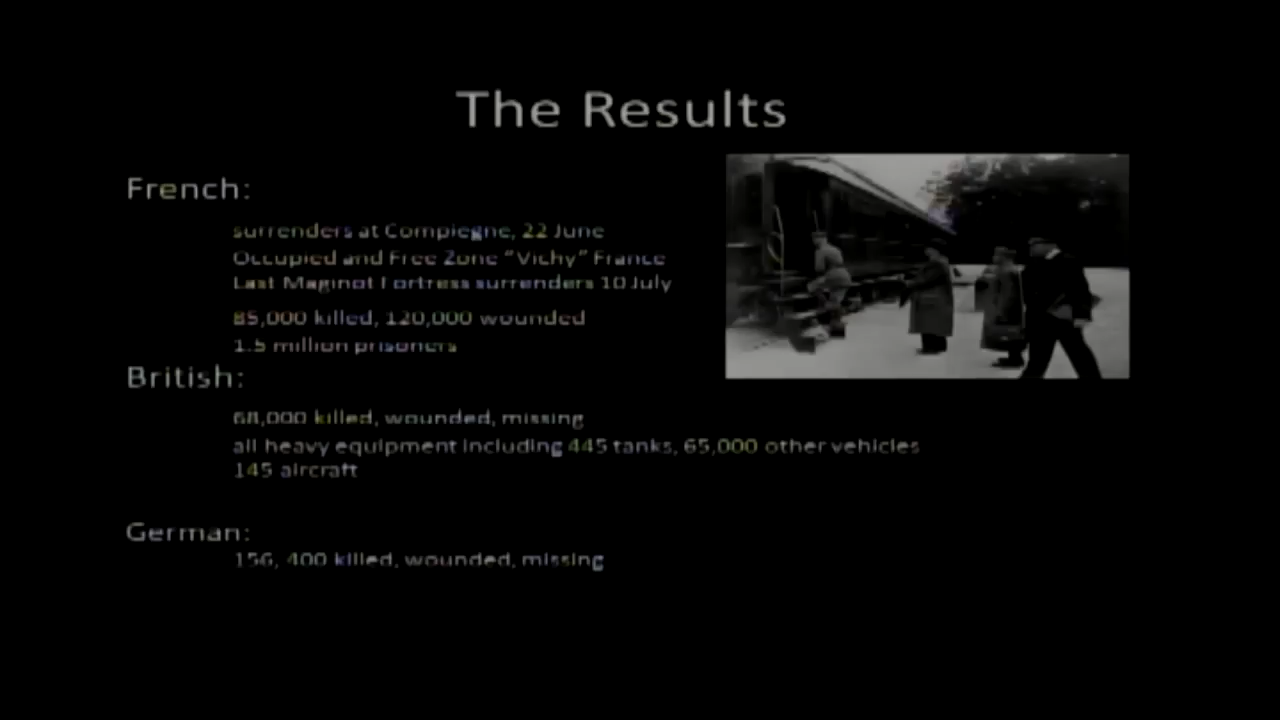 The Results
French:
surrenders at Compiegne, 22 June
Occupied and Free Zone "Vichy" France
Last Maginot Fortress surrenders 10 July
85,000 killed, 120,000 wounded
1.5 million prisoners
British:
68,000 killed, wounded, missing
all heavy equipment including 445 tanks, 65,000 other vehicles
145 aircraft
German:
156, 400 killed, wounded, missing